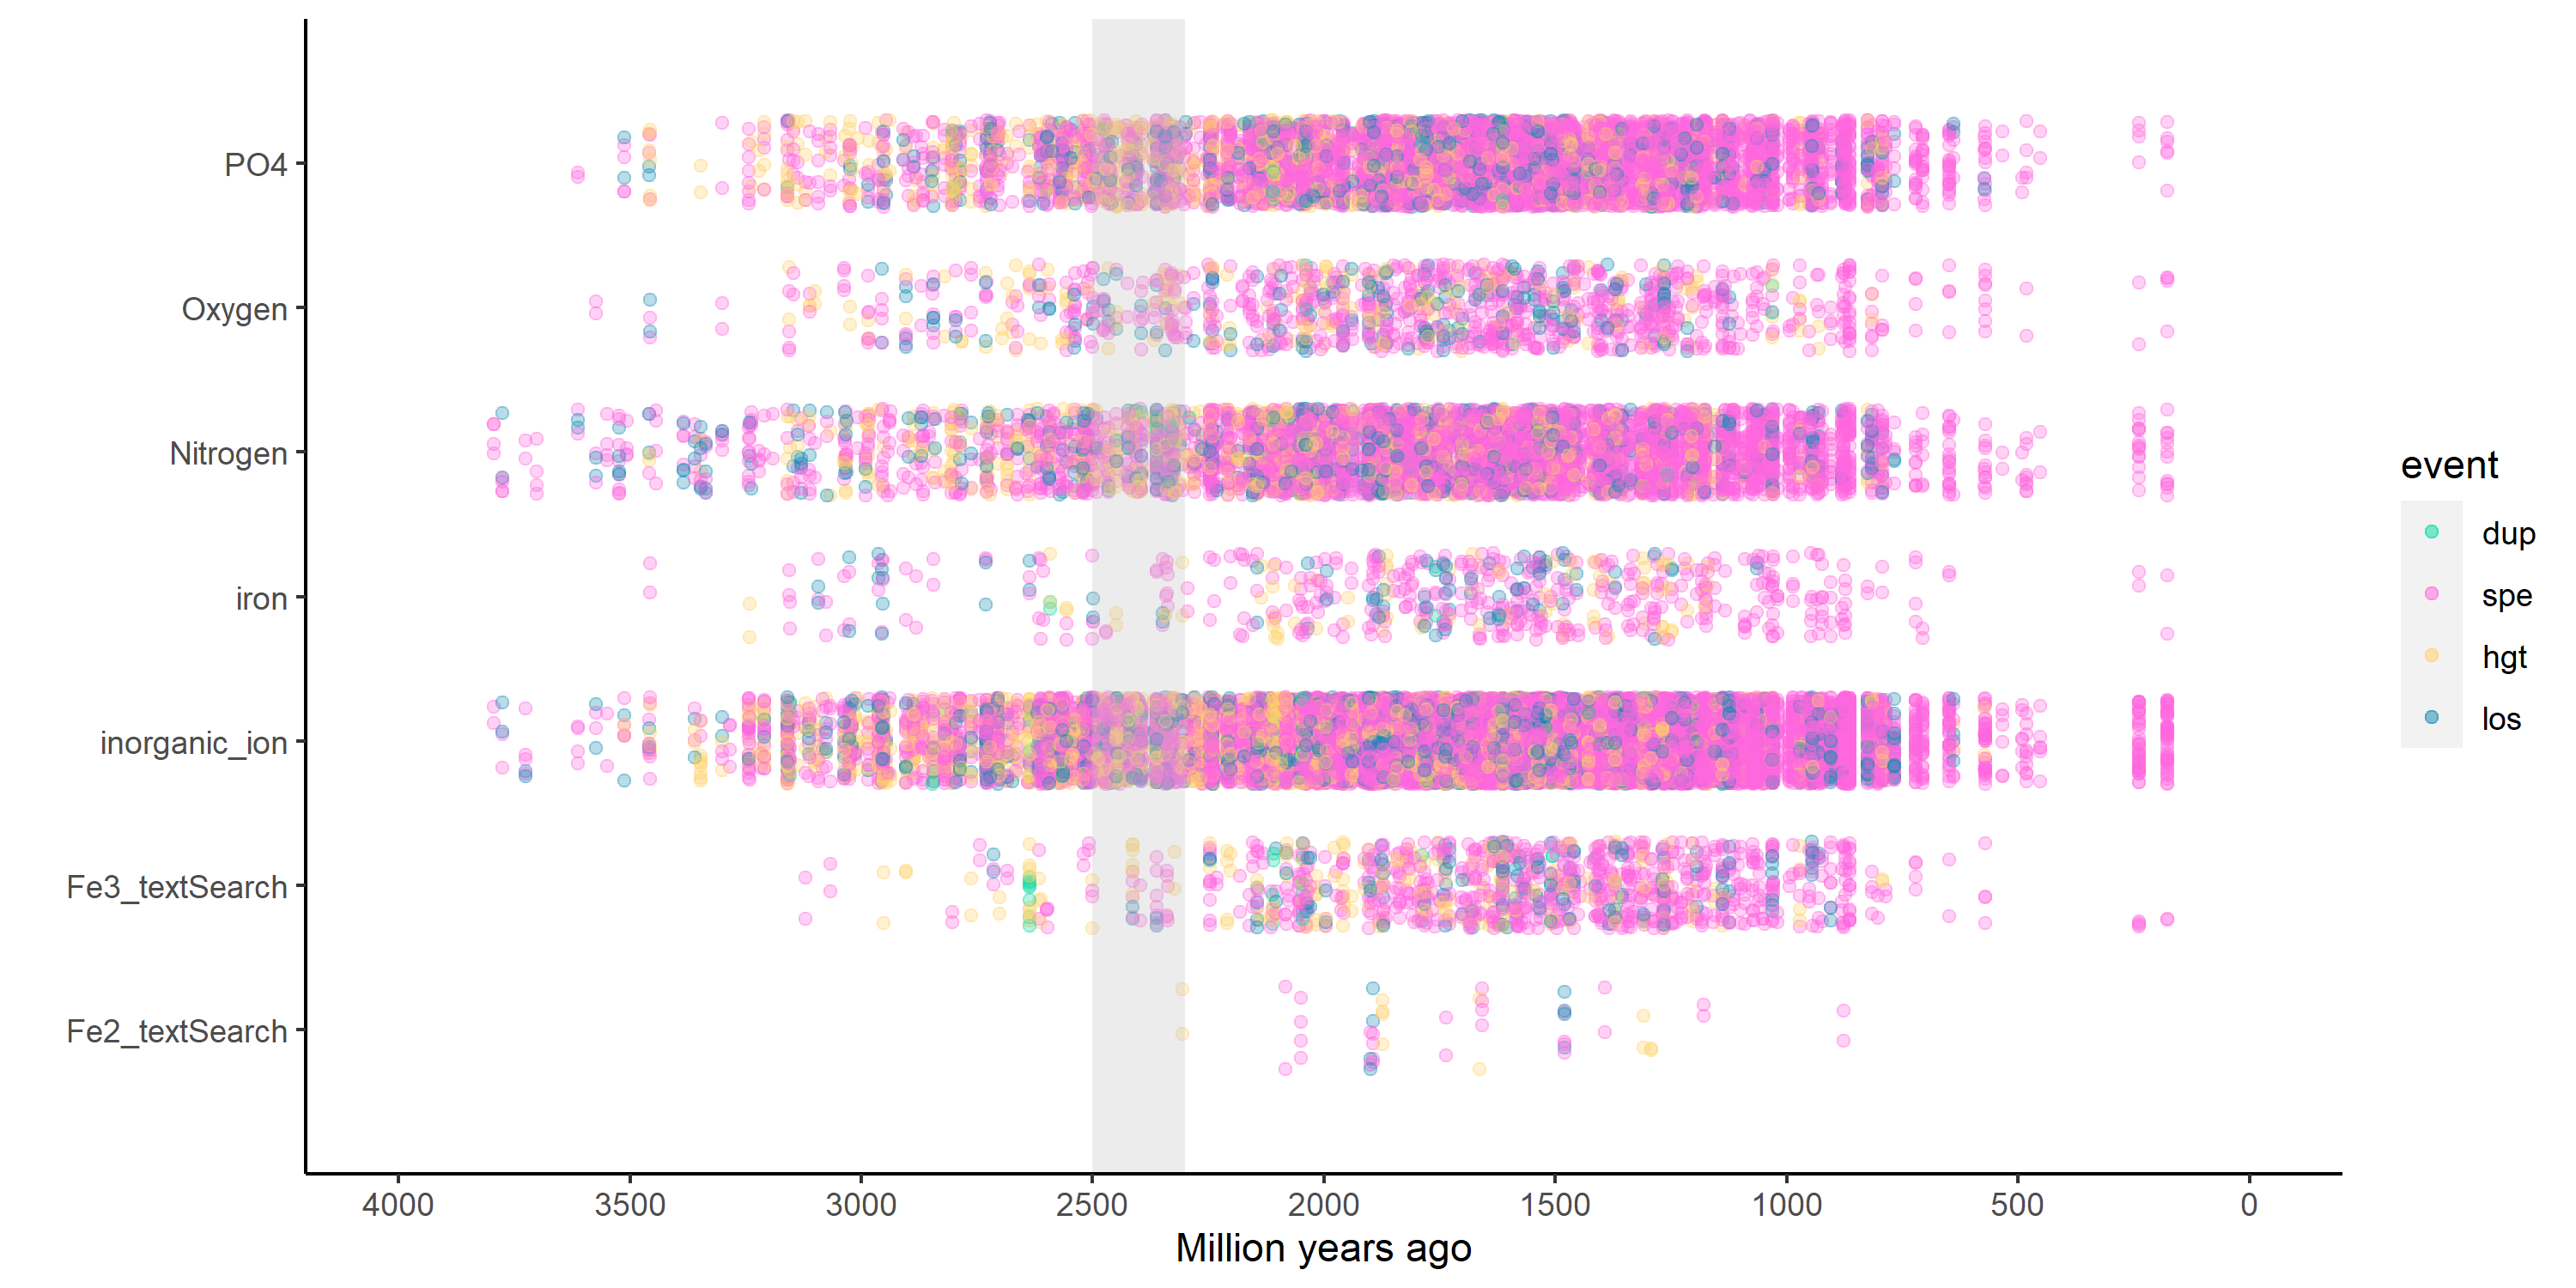 PO4
Oxygen
Nitrogen
iron
inorganic_ion
Fe3_textSearch
Fe2_textSearch
4000 3500 3000 2500 2000 1500 1000 500 0
Million years ago
event
dup
spe
hgt
los